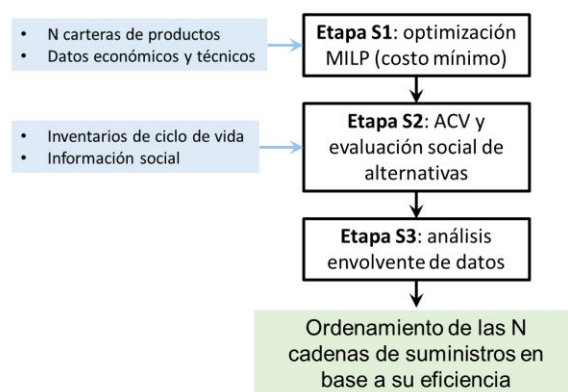 • N carteras de productos
• Datos económicos y técnicos
Etapa S1: optimización
MILP (costo mínimo)
• Inventarios de ciclo de vida
• Información social
Etapa S2: ACV y
evaluación social de
alternativas
Etapa S3: análisis
envolvente de datos
Ordenamiento de las N
cadenas de suministros en
base a su eficiencia